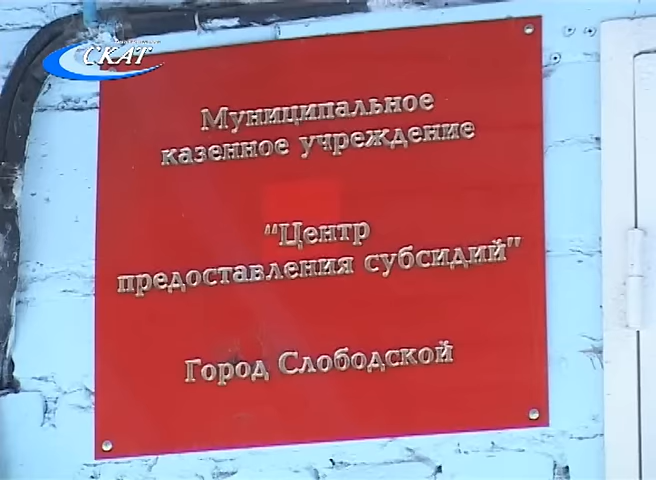 СКАТ
Муниципальное
казенное учреждение
“Центр
предоставления субсидий”
Город Слободской